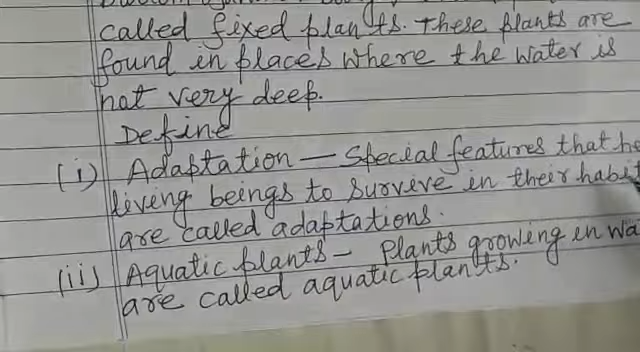 called fixed plants. These plants are
found in places where the water is
not very deep.
Define
(i) Adaptation – Special features that he
living beings to survive in their habit
are called adaptations.
(ii) Aquatic plants – Plants growing in wa
are called aquatic plants.